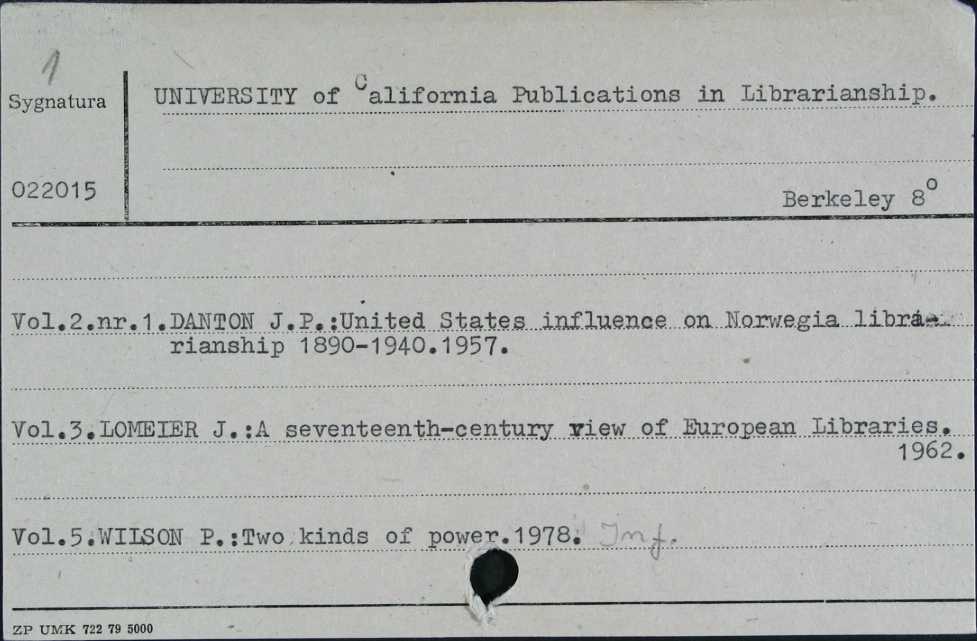 1
Sygnatura
UNIVERSITY of California Publications in Librarianship.
022015
Berkeley 8°
Vol.2.nr.1.DANTON J.P.:United States influence on Norwegia libra-
rianship 1890-1940.1957.
Vol.3.LOMEIER J.:A seventeenth-century view of European Libraries.
1962.
Vol.5.WILSON P.:Two kinds of power.1978. Inf.
ZP UMK 722 79 5000